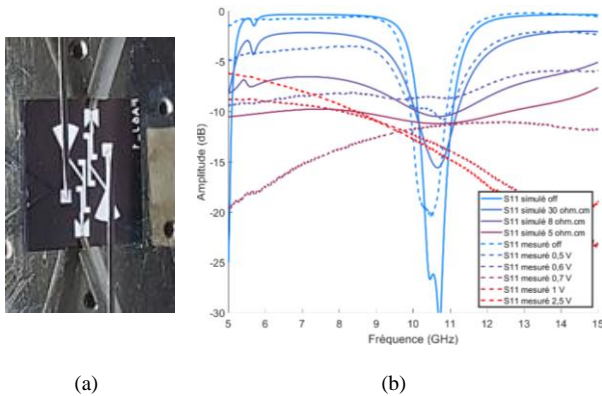 0
-5
-10
-15
-20
-25
-30
Amplitude (dB)
5 6 7 8 9 10 11 12 13 14 15
Fréquence (GHz)
S11 simulé off
S11 simulé 30 ohm.cm
S11 simulé 8 ohm.cm
S11 simulé 5 ohm.cm
S11 mesuré off
S11 mesuré 0,5 V
S11 mesuré 0,6 V
S11 mesuré 0,7 V
S11 mesuré 1 V
S11 mesuré 2,5 V
(a)
(b)